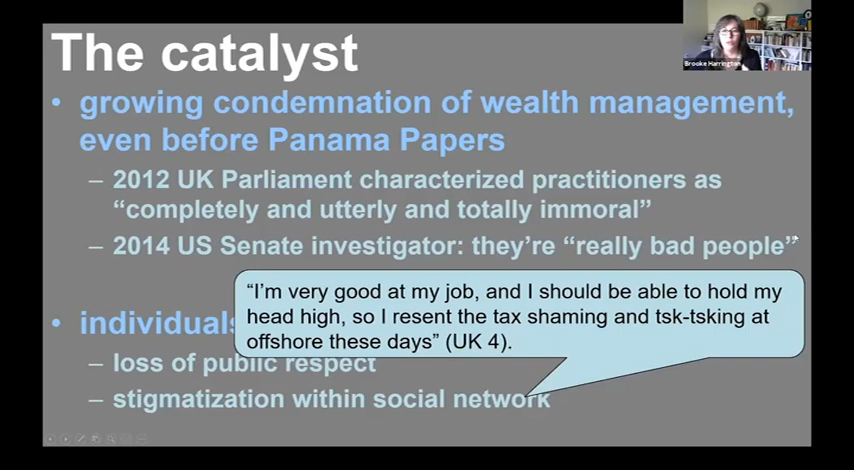 The catalyst
Brooke Harrington
• growing condemnation of wealth management,
even before Panama Papers
– 2012 UK Parliament characterized practitioners as
“completely and utterly and totally immoral”
– 2014 US Senate investigator: they’re “really bad people”
“I’m very good at my job, and I should be able to hold my
head high, so I resent the tax shaming and tsk-tsking at
offshore these days” (UK 4).
• individuals
– loss of public respect
– stigmatization within social network